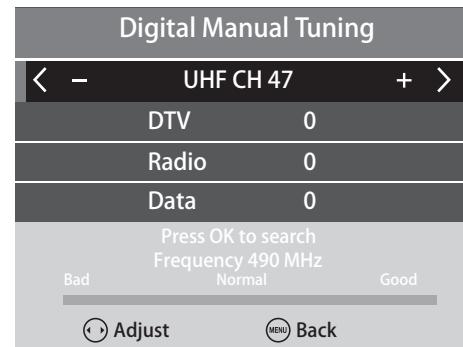 Digital Manual Tuning
< – UHF CH 47 + >
DTV 0
Radio 0
Data 0
Press OK to search
Frequency 490 MHz
Bad Normal Good
Adjust MENU Back